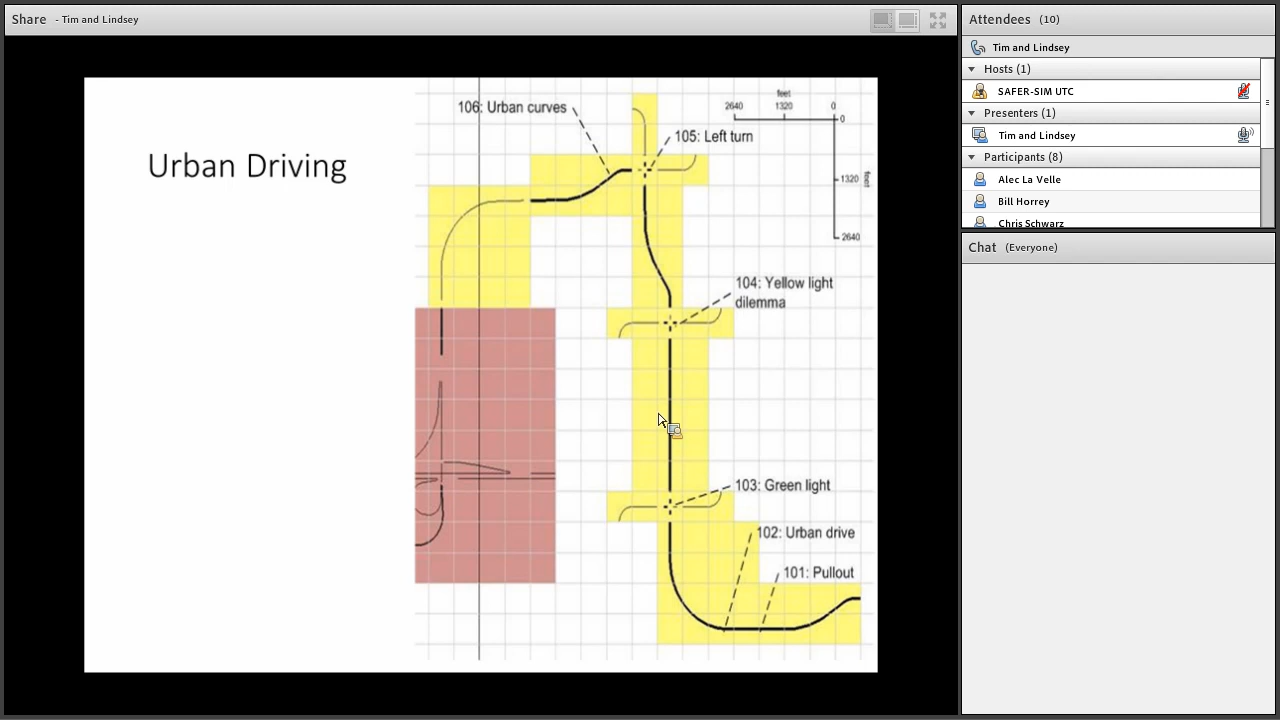 Share - Tim and Lindsey
Urban Driving
106: Urban curves
105: Left turn
feet
2640 1320 0
0
1320
feet
2640
104: Yellow light
dilemma
103: Green light
102: Urban drive
101: Pullout
Attendees (10)
Tim and Lindsey
Hosts (1)
SAFER-SIM UTC
Presenters (1)
Tim and Lindsey
Participants (8)
Alec La Velle
Bill Horrey
Chris Schwarz
Chat (Everyone)